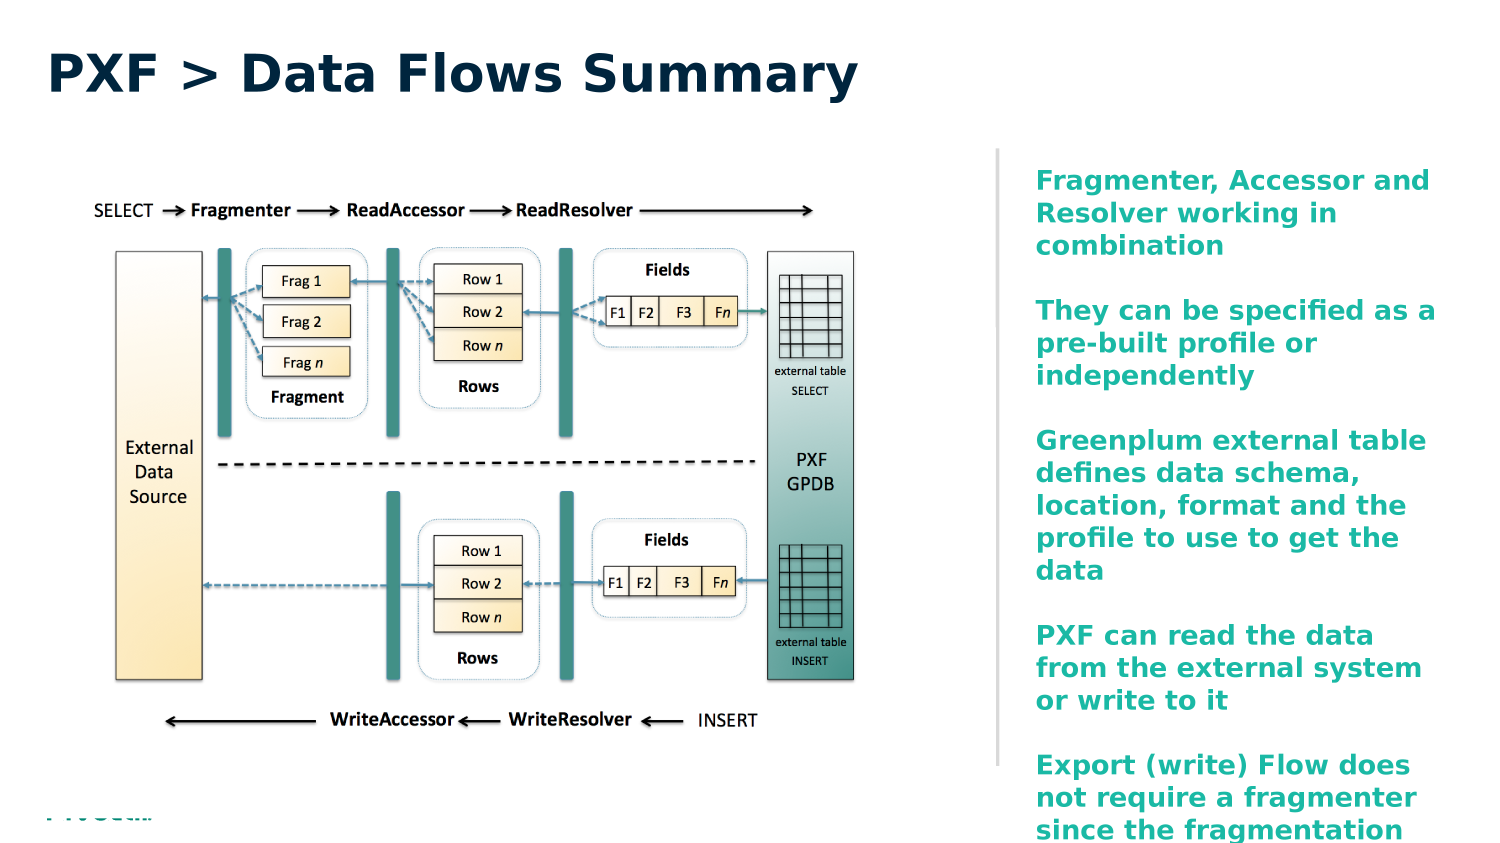 PXF > Data Flows Summary
SELECT Fragmenter ReadAccessor ReadResolver
External
Data
Source
Frag 1
Frag 2
Frag n
Fragment
Row 1
Row 2
Row n
Rows
Fields
F1 F2 F3 Fn
external table
SELECT
PXF
GPDB
Row 1
Row 2
Row n
Rows
Fields
F1 F2 F3 Fn
external table
INSERT
WriteAccessor WriteResolver INSERT
Fragmenter, Accessor and
Resolver working in
combination
They can be specified as a
pre-built profile or
independently
Greenplum external table
defines data schema,
location, format and the
profile to use to get the
data
PXF can read the data
from the external system
or write to it
Export (write) Flow does
not require a fragmenter
since the fragmentation